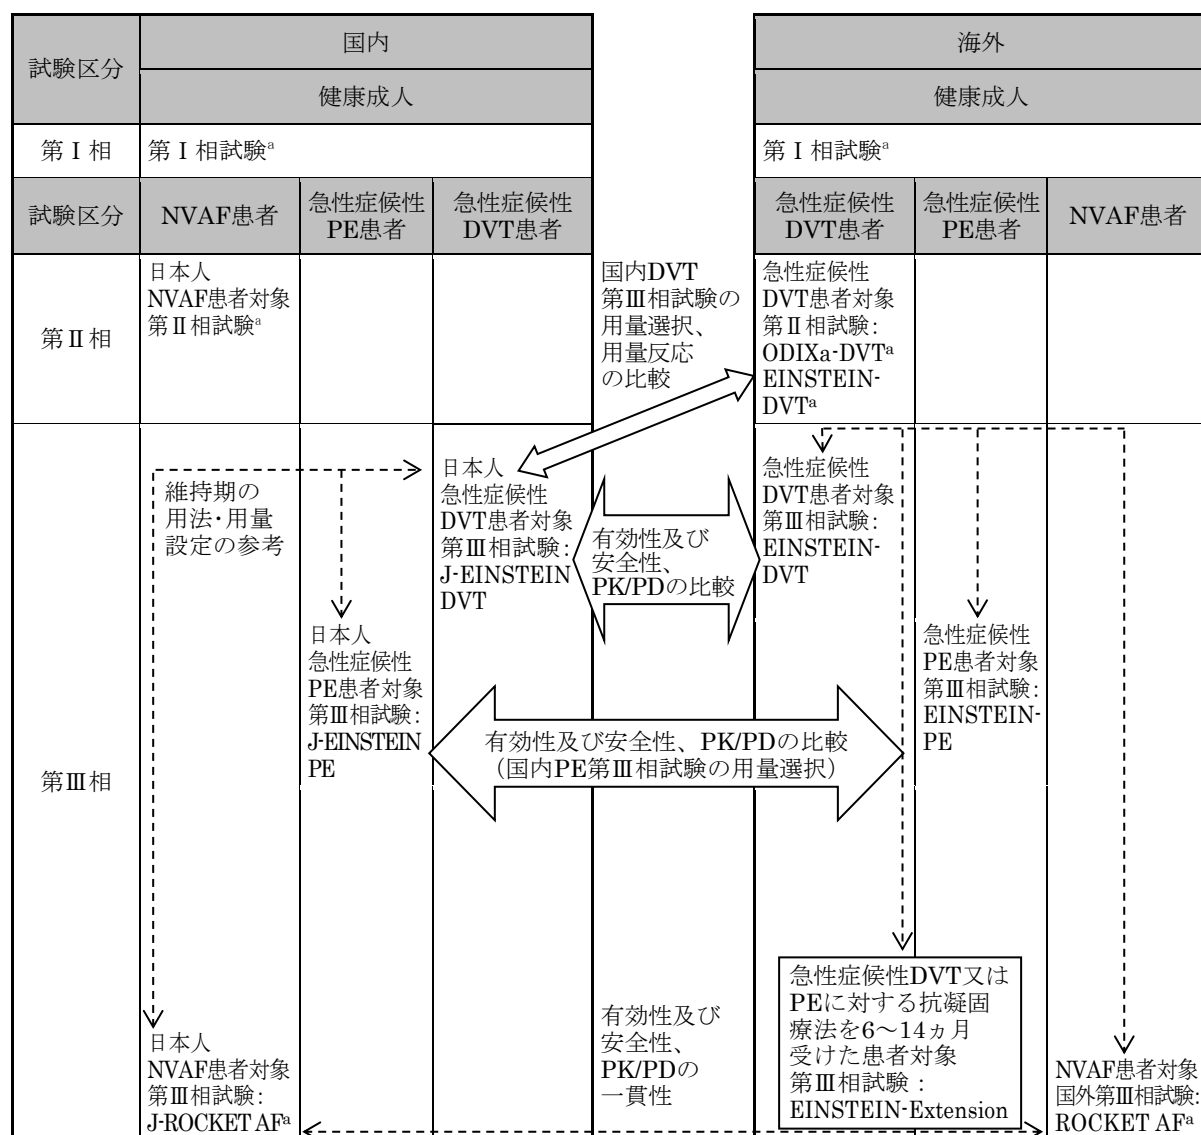 試験区分
国内
海外
健康成人
健康成人
第Ⅰ相
第Ⅰ相試験a
第Ⅰ相試験a
試験区分
NVAF患者
急性症候性
PE患者
急性症候性
DVT患者
急性症候性
DVT患者
急性症候性
PE患者
NVAF患者
第Ⅱ相
日本人
NVAF患者対象
第Ⅱ相試験a
国内DVT
第Ⅲ相試験の
用量選択、
用量反応
の比較
急性症候性
DVT患者対象
第Ⅱ相試験:
ODIXa-DVTa
EINSTEIN-
DVTa
第Ⅲ相
維持期の
用法・用量
設定の参考
日本人
急性症候性
DVT患者対象
第Ⅲ相試験:
J-EINSTEIN
DVT
有効性及び
安全性、
PK/PDの比較
急性症候性
DVT患者対象
第Ⅲ相試験:
EINSTEIN-
DVT
日本人
急性症候性
PE患者対象
第Ⅲ相試験:
J-EINSTEIN
PE
急性症候性
PE患者対象
第Ⅲ相試験:
EINSTEIN-
PE
有効性及び安全性、PK/PDの比較
（国内PE第Ⅲ相試験の用量選択）
日本人
NVAF患者対象
第Ⅲ相試験:
J-ROCKET AFa
有効性及び
安全性、
PK/PDの
一貫性
急性症候性DVT又は
PEに対する抗凝固
療法を6～14ヵ月
受けた患者対象
第Ⅲ相試験：
EINSTEIN-Extension
NVAF患者対象
国外第Ⅲ相試験:
ROCKET AFa